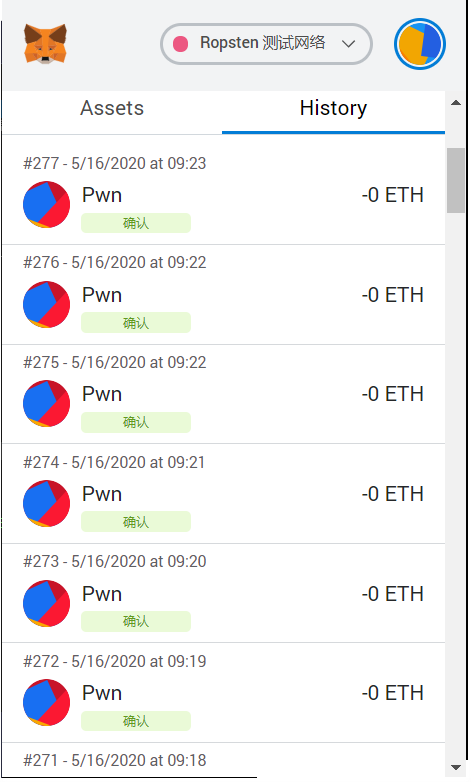 Ropsten 测试网络
Assets History
#277 - 5/16/2020 at 09:23
Pwn -0 ETH
确认
#276 - 5/16/2020 at 09:22
Pwn -0 ETH
确认
#275 - 5/16/2020 at 09:22
Pwn -0 ETH
确认
#274 - 5/16/2020 at 09:21
Pwn -0 ETH
确认
#273 - 5/16/2020 at 09:20
Pwn -0 ETH
确认
#272 - 5/16/2020 at 09:19
Pwn -0 ETH
确认
#271 - 5/16/2020 at 09:18